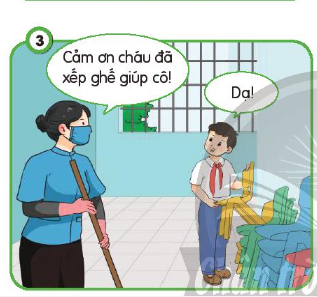 3
Cảm ơn cháu đã
xếp ghế giúp cô!
Dạ!